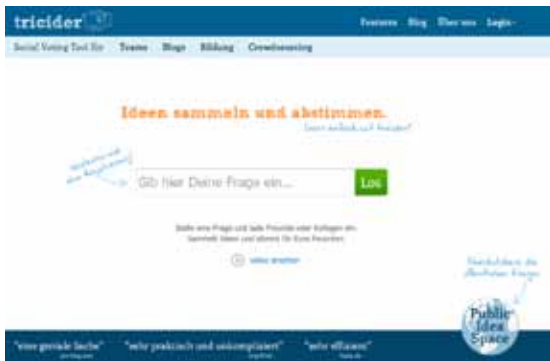 tricider
Features Blog Über uns Login
Social Voting Tool für Teams Blogs Bildung Crowdsourcing
Ideen sammeln und abstimmen.
Gib hier Deine Frage ein...
Los
Stelle eine Frage und lade Freunde oder Kollegen ein.
Sammelt Ideen und stimmt für Eure Favoriten.
Video ansehen
Public
Idea
Space
"eine geniale Sache" "sehr praktisch und unkompliziert" "sehr effizient"